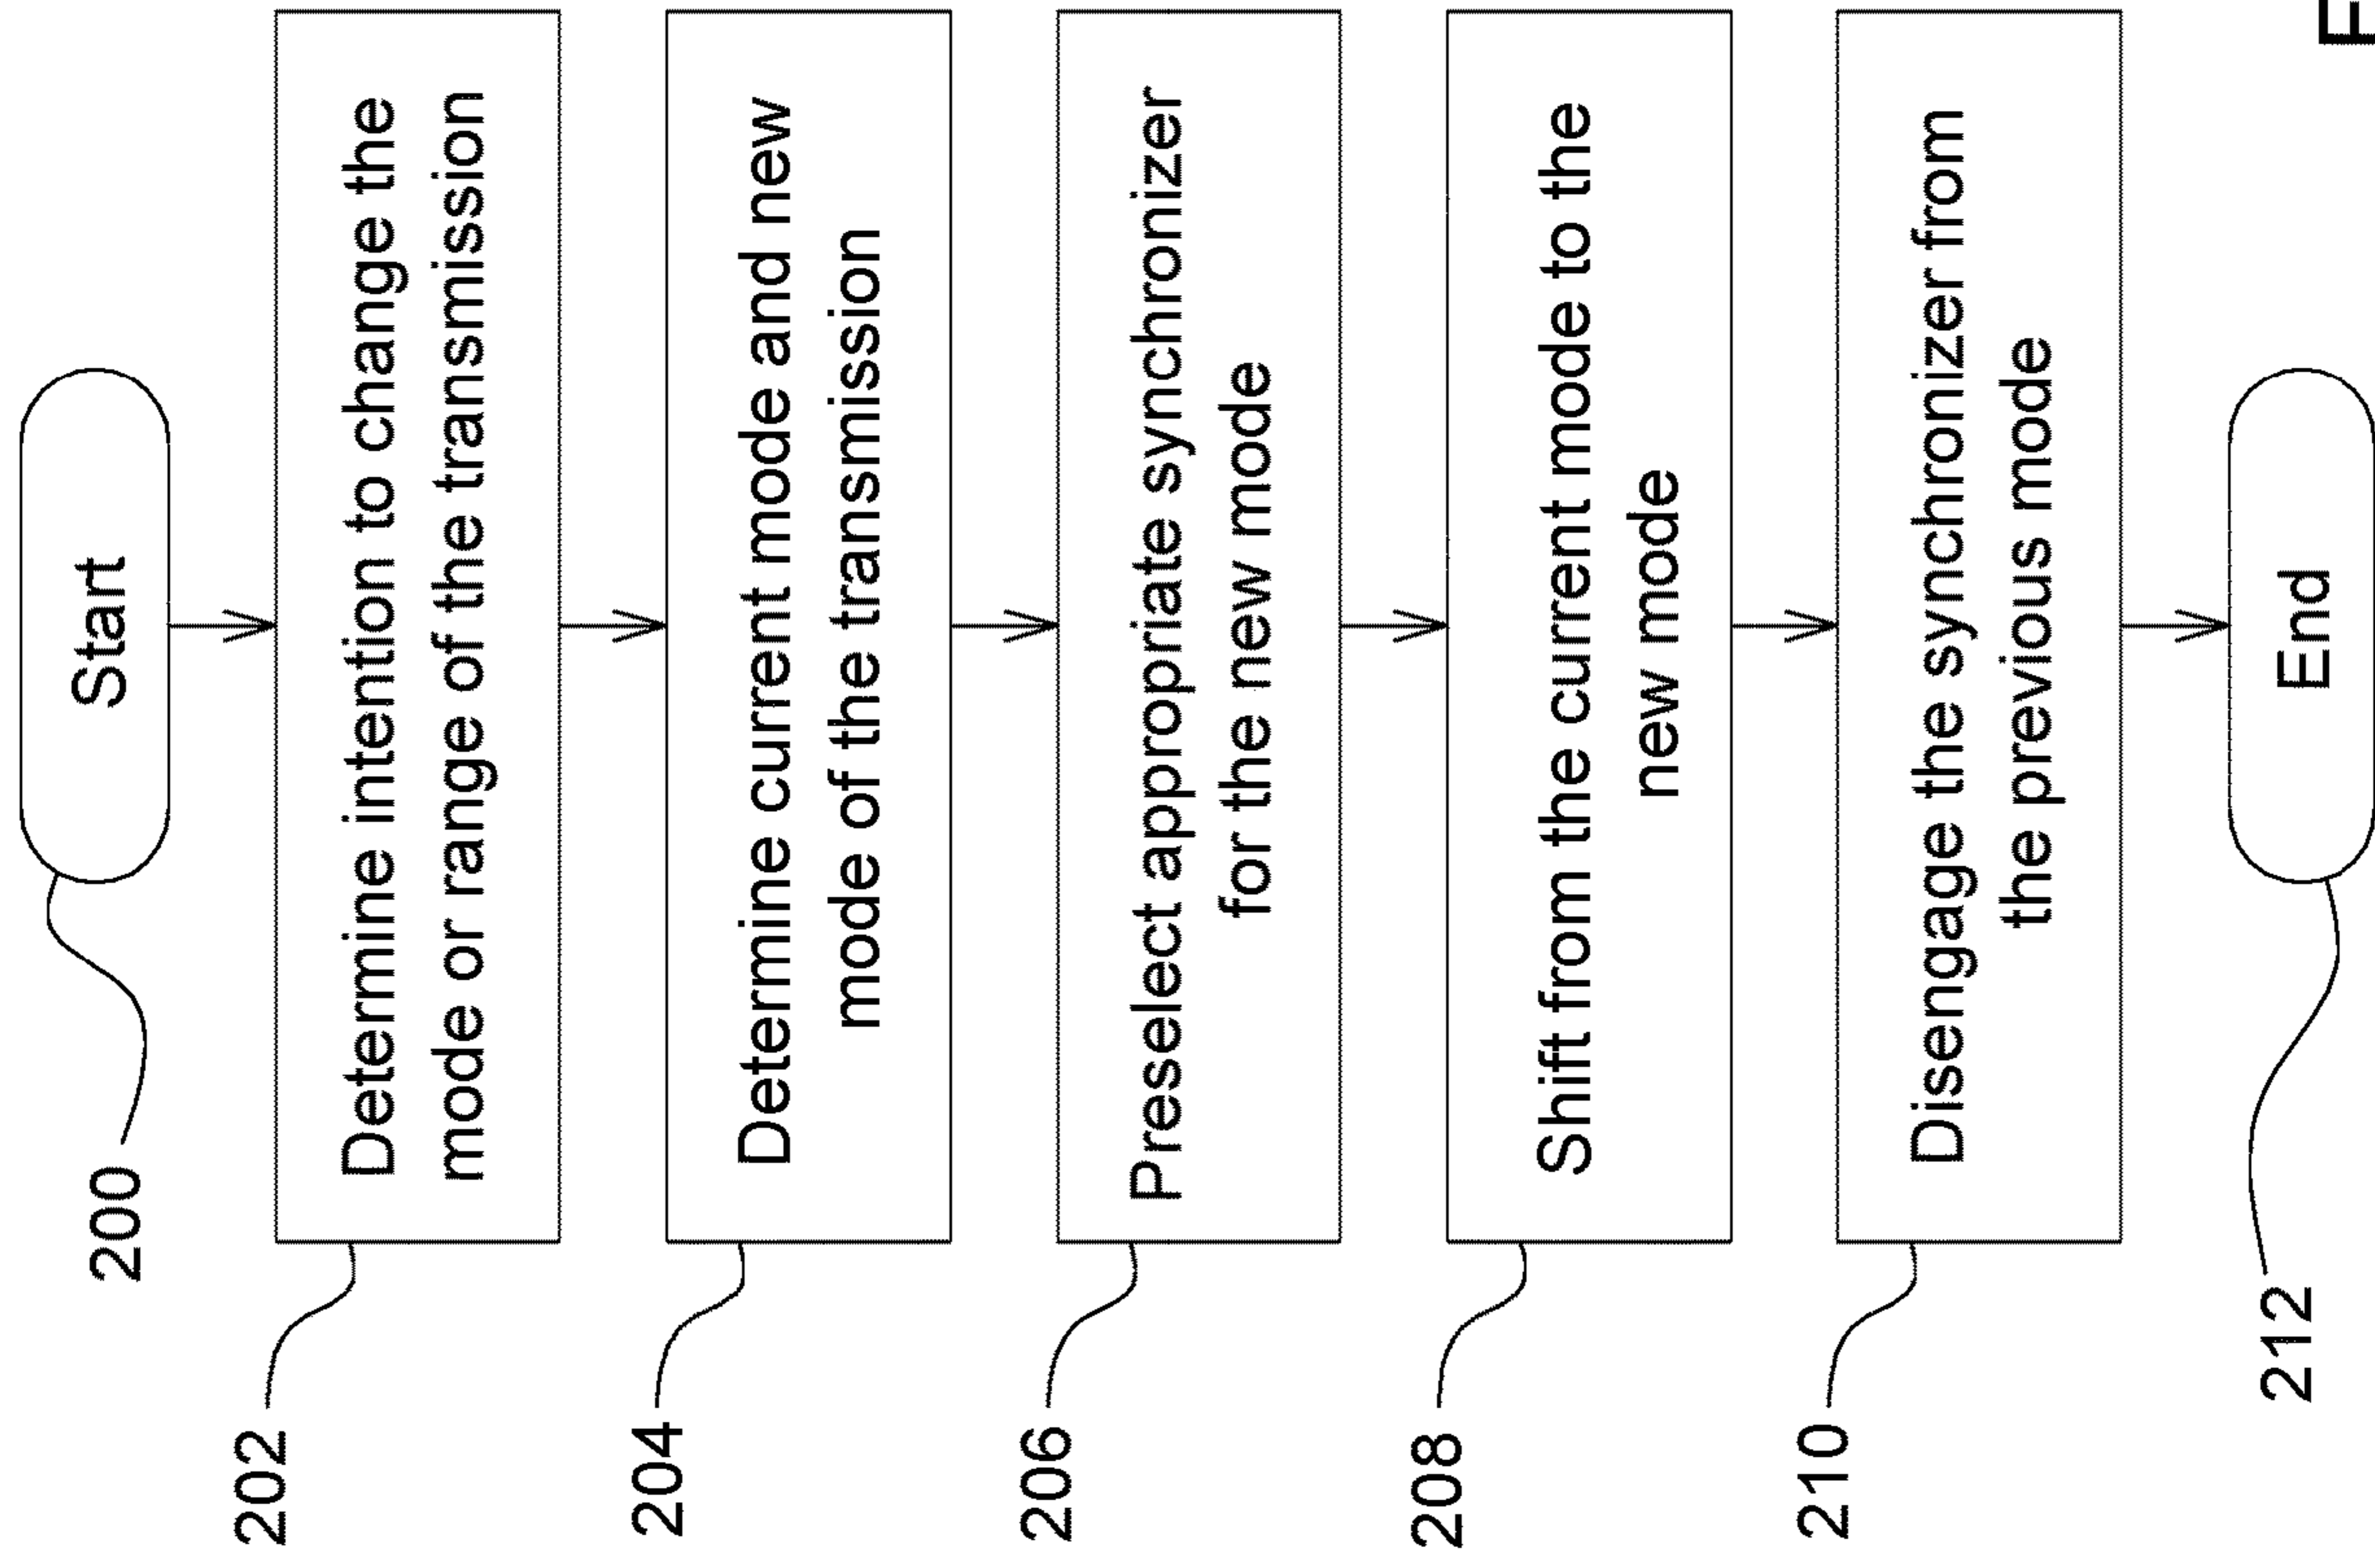 Start
200
Determine intention to change the
mode or range of the transmission
202
Determine current mode and new
mode of the transmission
204
Preselect appropriate synchronizer
for the new mode
206
Shift from the current mode to the
new mode
208
Disengage the synchronizer from
the previous mode
210
End
212